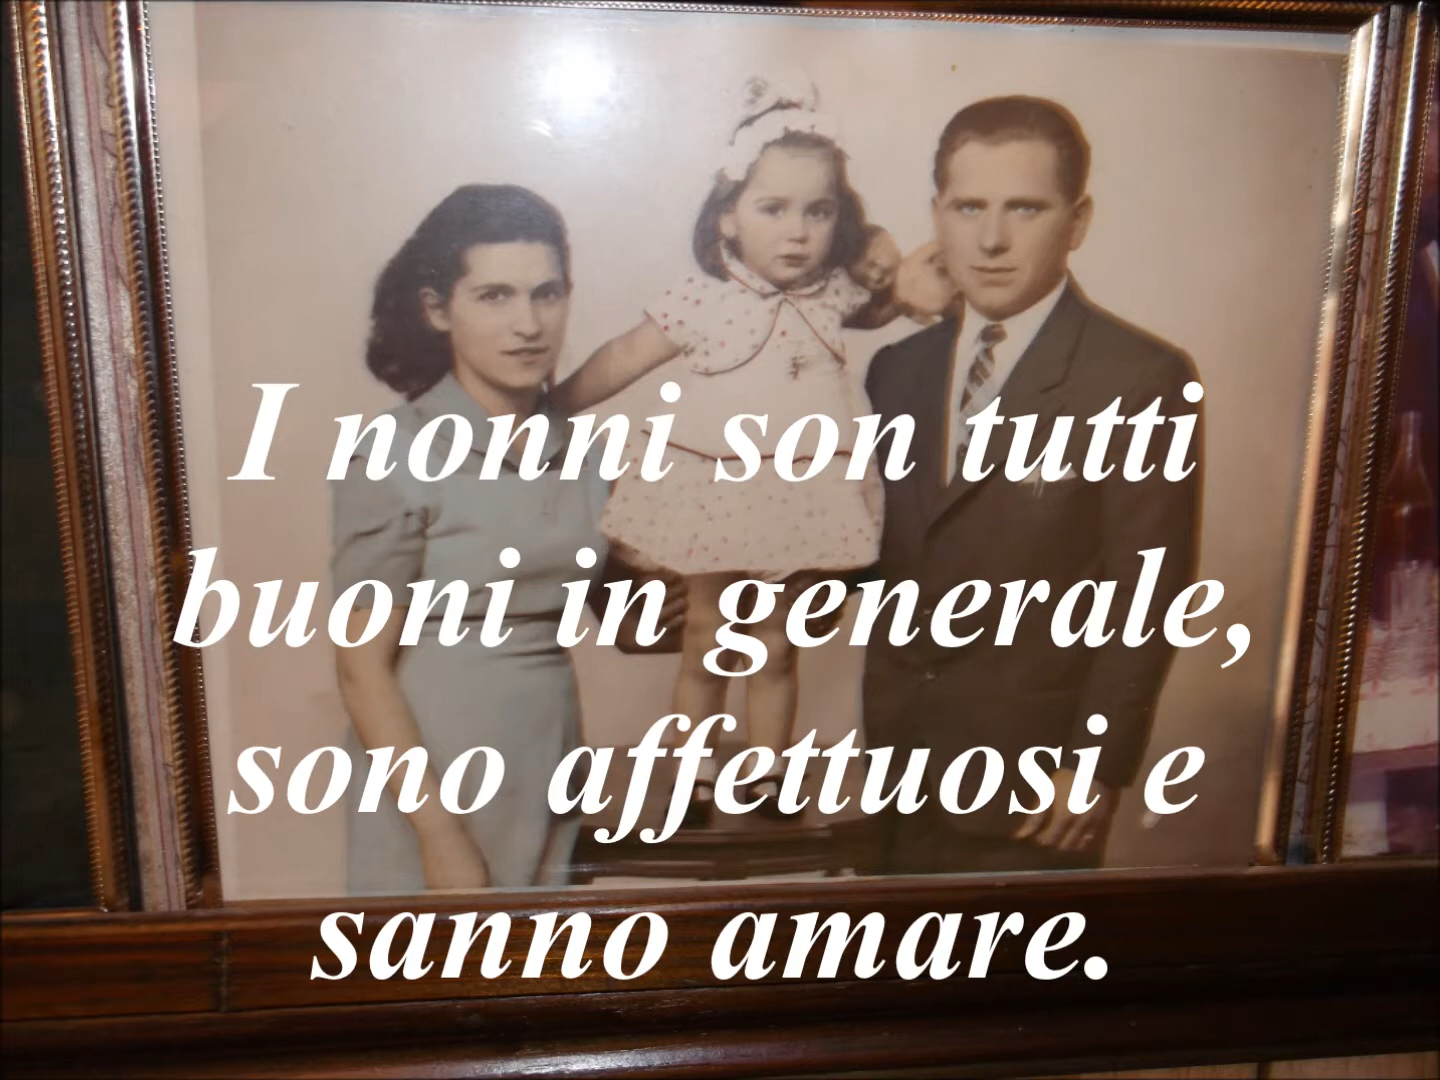 I nonni son tutti
buoni in generale,
sono affettuosi e
sanno amare.